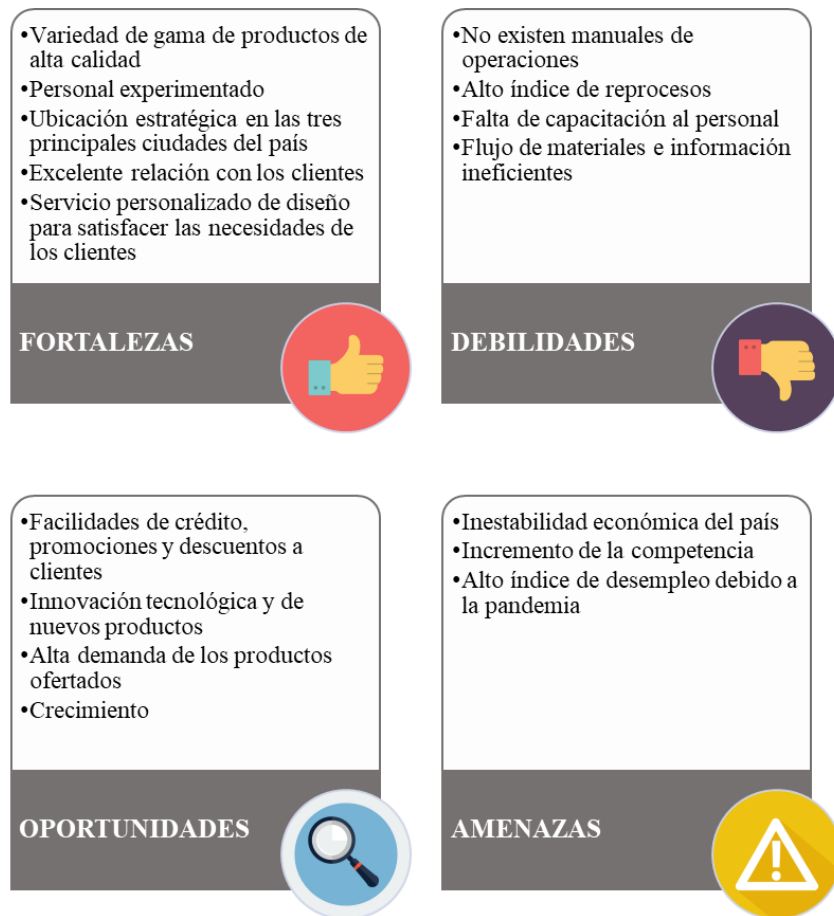 •Variedad de gama de productos de
alta calidad
•Personal experimentado
•Ubicación estratégica en las tres
principales ciudades del país
•Excelente relación con los clientes
•Servicio personalizado de diseño
para satisfacer las necesidades de
los clientes
FORTALEZAS
•No existen manuales de
operaciones
•Alto índice de reprocesos
•Falta de capacitación al personal
•Flujo de materiales e información
ineficientes
DEBILIDADES
•Facilidades de crédito,
promociones y descuentos a
clientes
•Innovación tecnológica y de
nuevos productos
•Alta demanda de los productos
ofertados
•Crecimiento
OPORTUNIDADES
•Inestabilidad económica del país
•Incremento de la competencia
•Alto índice de desempleo debido a
la pandemia
AMENAZAS